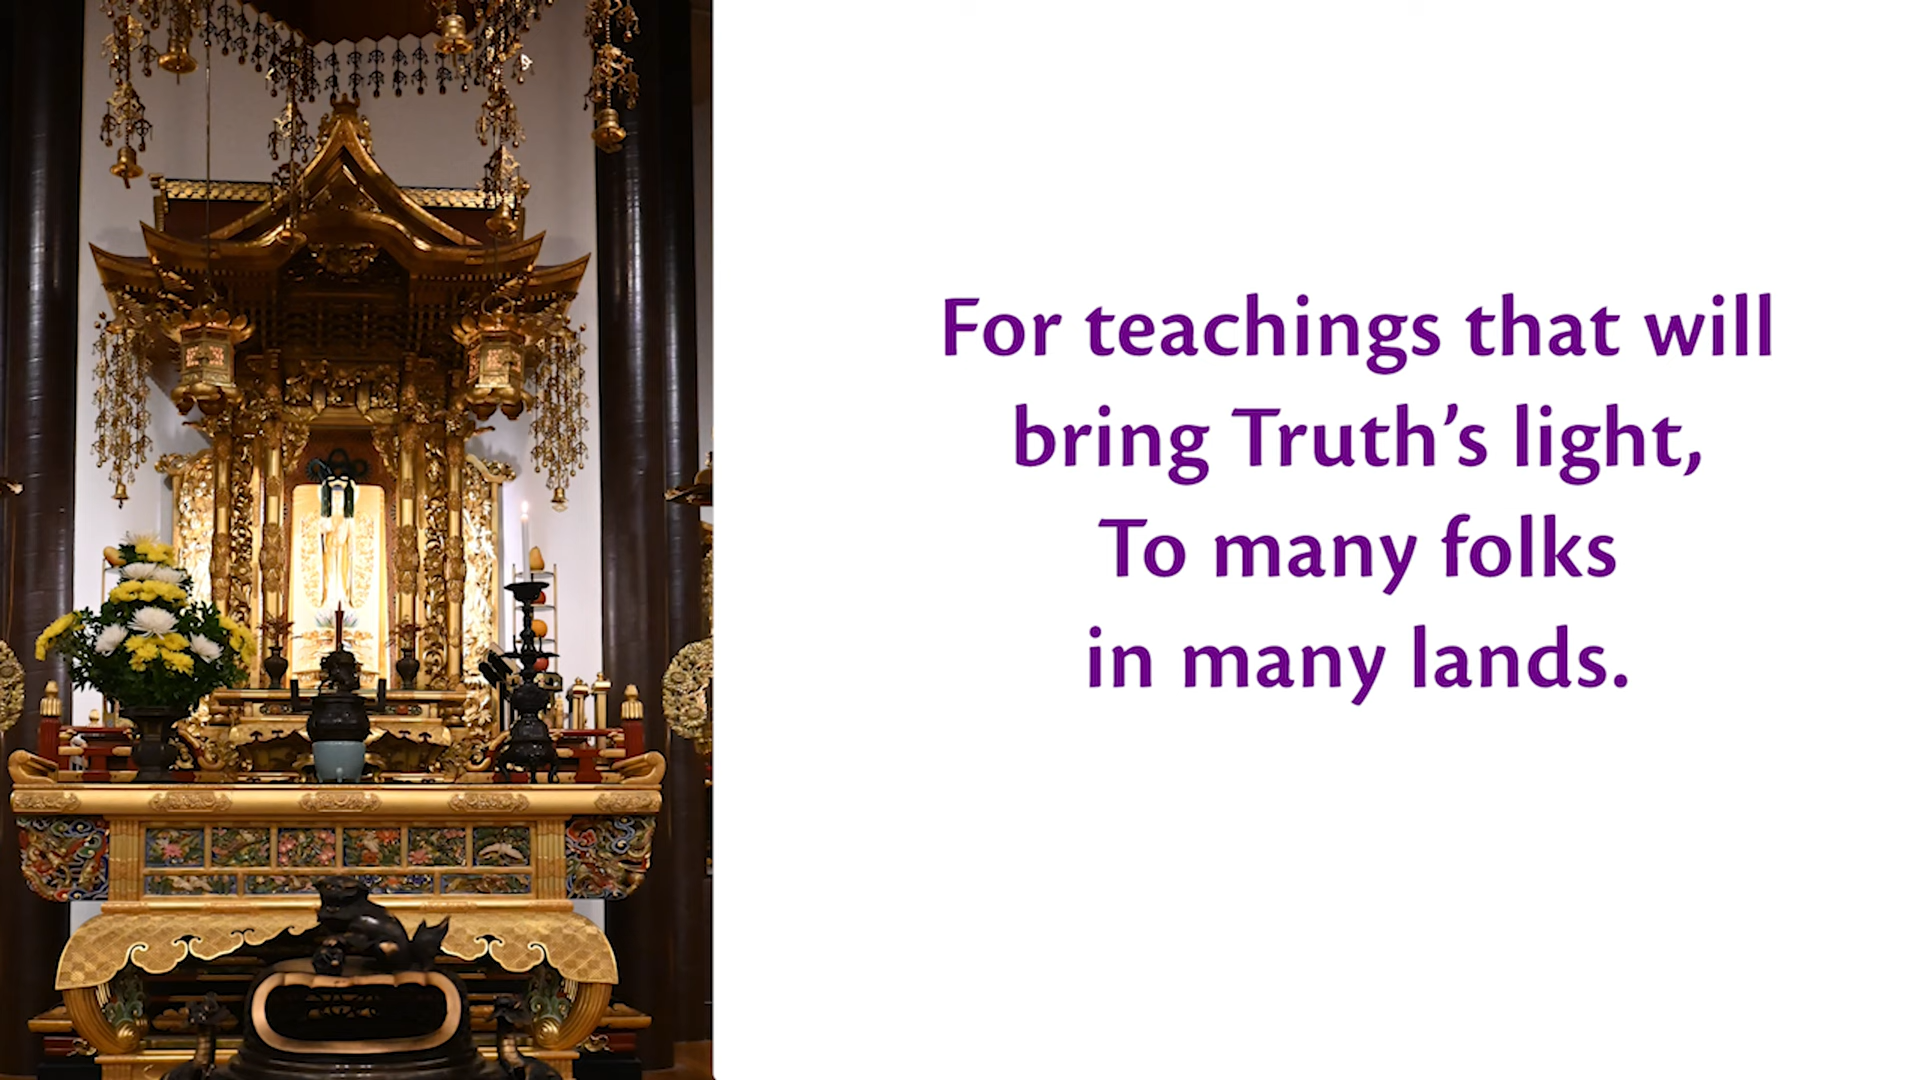 For teachings that will
bring Truth’s light,
To many folks
in many lands.